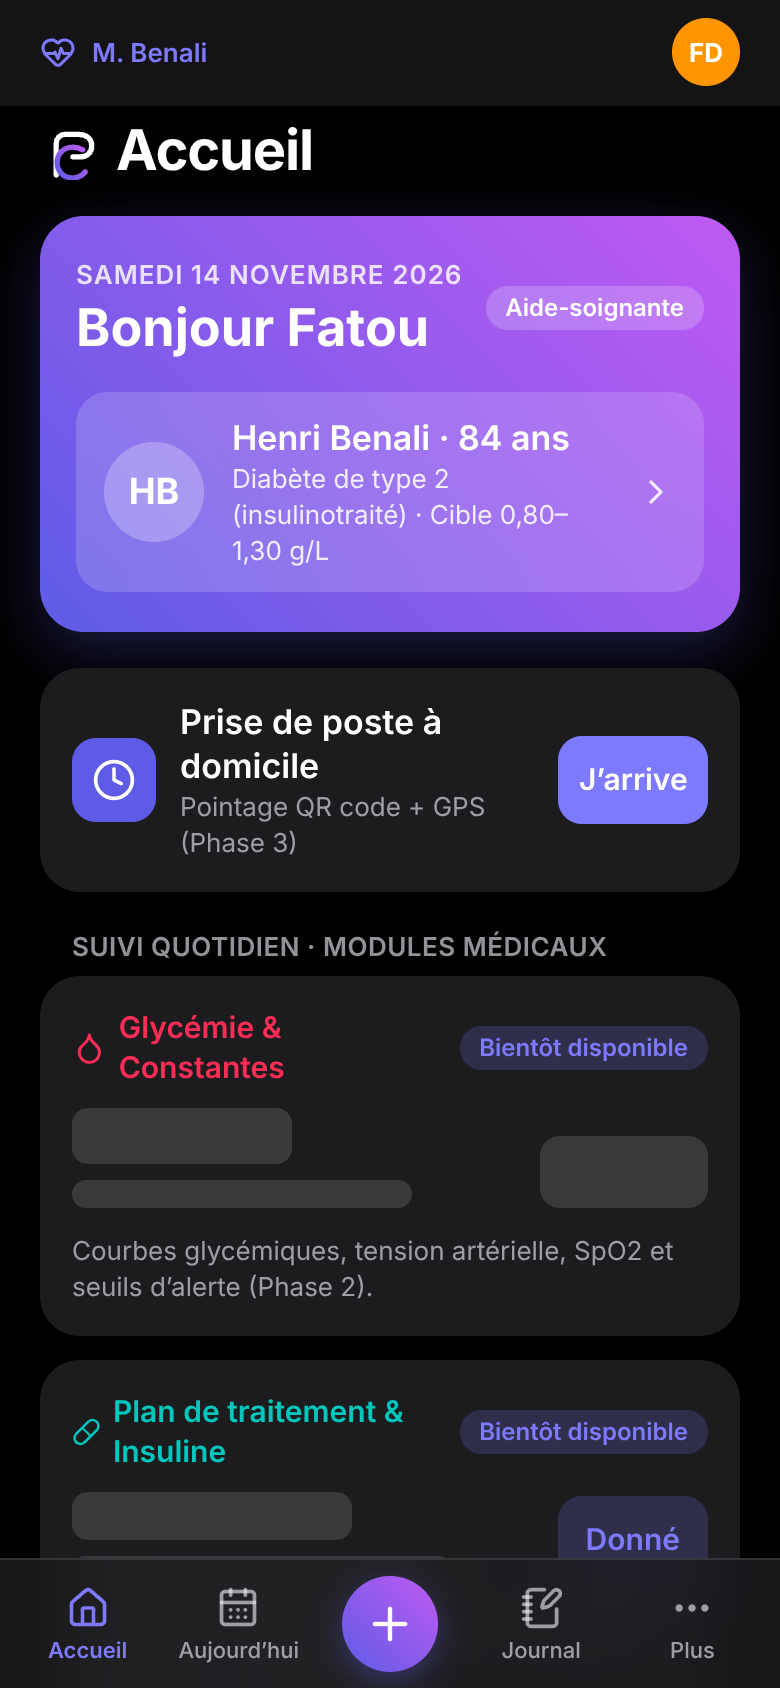 M. Benali
FD
Accueil
SAMEDI 14 NOVEMBRE 2026
Bonjour Fatou
Aide-soignante
HB
Henri Benali · 84 ans
Diabète de type 2
(insulinotraité) · Cible 0,80–
1,30 g/L
Prise de poste à
domicile
Pointage QR code + GPS
(Phase 3)
J’arrive
SUIVI QUOTIDIEN · MODULES MÉDICAUX
Glycémie &
Constantes
Bientôt disponible
Courbes glycémiques, tension artérielle, SpO2 et
seuils d’alerte (Phase 2).
Plan de traitement &
Insuline
Bientôt disponible
Donné
Accueil
Aujourd’hui
Journal
Plus